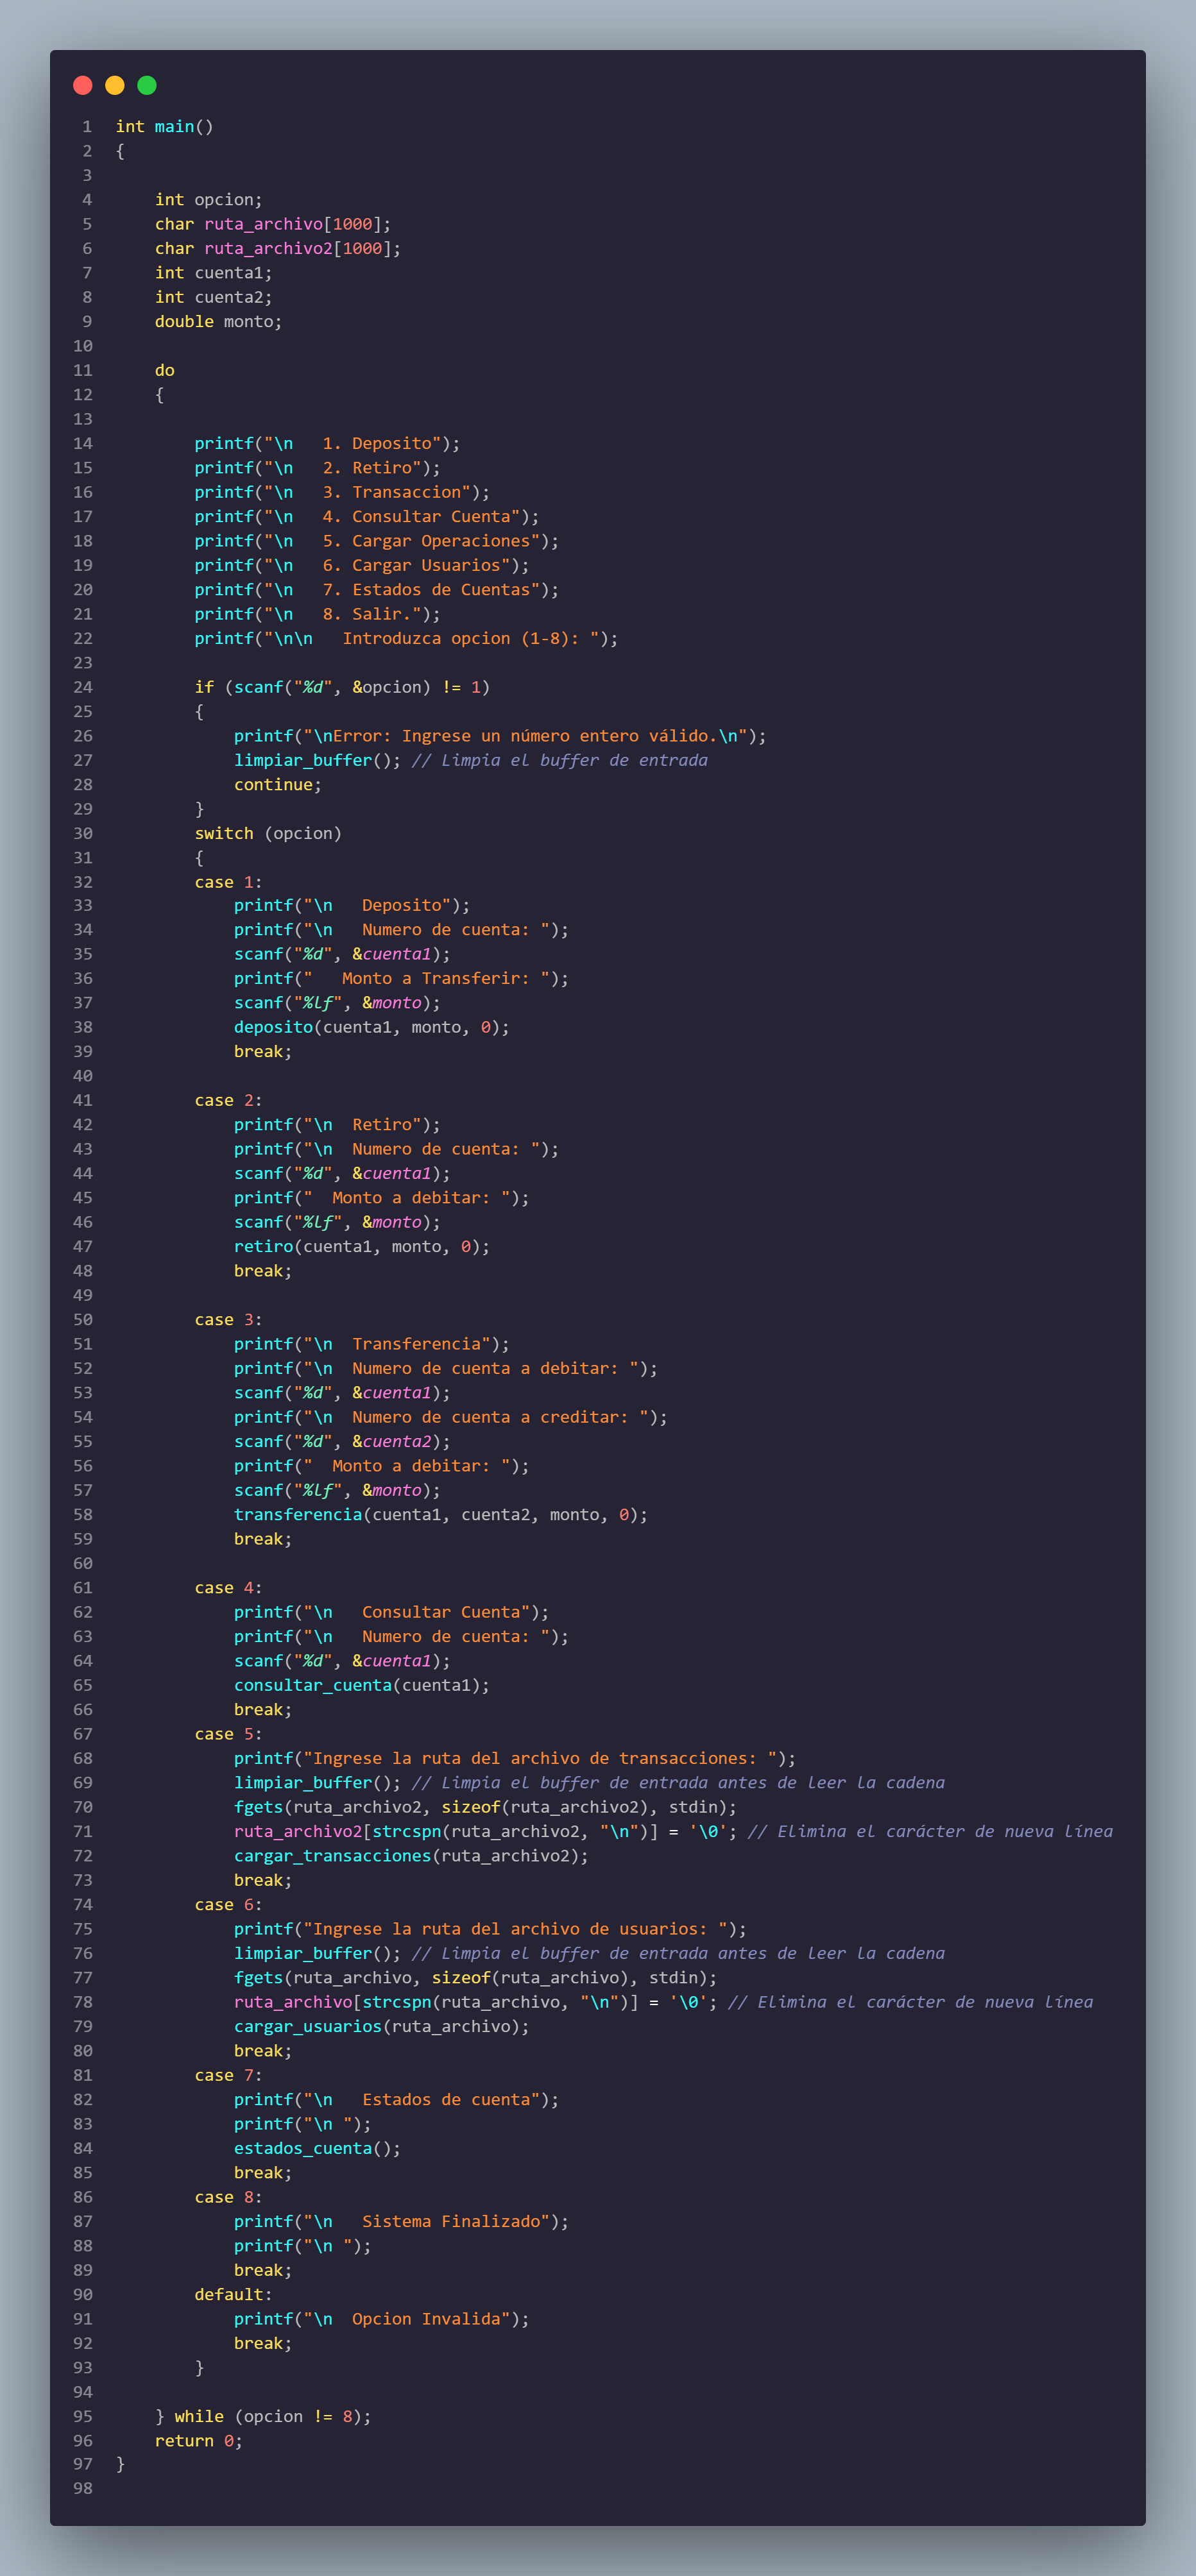 1 int main()
2 {
3
4     int opcion;
5     char ruta_archivo[1000];
6     char ruta_archivo2[1000];
7     int cuenta1;
8     int cuenta2;
9     double monto;
10
11     do
12     {
13
14         printf("\n   1. Deposito");
15         printf("\n   2. Retiro");
16         printf("\n   3. Transaccion");
17         printf("\n   4. Consultar Cuenta");
18         printf("\n   5. Cargar Operaciones");
19         printf("\n   6. Cargar Usuarios");
20         printf("\n   7. Estados de Cuentas");
21         printf("\n   8. Salir.");
22         printf("\n\n   Introduzca opcion (1-8): ");
23
24         if (scanf("%d", &opcion) != 1)
25         {
26             printf("\nError: Ingrese un número entero válido.\n");
27             limpiar_buffer(); // Limpia el buffer de entrada
28             continue;
29         }
30         switch (opcion)
31         {
32         case 1:
33             printf("\n   Deposito");
34             printf("\n   Numero de cuenta: ");
35             scanf("%d", &cuenta1);
36             printf("   Monto a Transferir: ");
37             scanf("%lf", &monto);
38             deposito(cuenta1, monto, 0);
39             break;
40
41         case 2:
42             printf("\n  Retiro");
43             printf("\n  Numero de cuenta: ");
44             scanf("%d", &cuenta1);
45             printf("  Monto a debitar: ");
46             scanf("%lf", &monto);
47             retiro(cuenta1, monto, 0);
48             break;
49
50         case 3:
51             printf("\n  Transferencia");
52             printf("\n  Numero de cuenta a debitar: ");
53             scanf("%d", &cuenta1);
54             printf("\n  Numero de cuenta a creditar: ");
55             scanf("%d", &cuenta2);
56             printf("  Monto a debitar: ");
57             scanf("%lf", &monto);
58             transferencia(cuenta1, cuenta2, monto, 0);
59             break;
60
61         case 4:
62             printf("\n   Consultar Cuenta");
63             printf("\n   Numero de cuenta: ");
64             scanf("%d", &cuenta1);
65             consultar_cuenta(cuenta1);
66             break;
67         case 5:
68             printf("Ingrese la ruta del archivo de transacciones: ");
69             limpiar_buffer(); // Limpia el buffer de entrada antes de leer la cadena
70             fgets(ruta_archivo2, sizeof(ruta_archivo2), stdin);
71             ruta_archivo2[strcspn(ruta_archivo2, "\n")] = '\0'; // Elimina el carácter de nueva línea
72             cargar_transacciones(ruta_archivo2);
73             break;
74         case 6:
75             printf("Ingrese la ruta del archivo de usuarios: ");
76             limpiar_buffer(); // Limpia el buffer de entrada antes de leer la cadena
77             fgets(ruta_archivo, sizeof(ruta_archivo), stdin);
78             ruta_archivo[strcspn(ruta_archivo, "\n")] = '\0'; // Elimina el carácter de nueva línea
79             cargar_usuarios(ruta_archivo);
80             break;
81         case 7:
82             printf("\n   Estados de cuenta");
83             printf("\n ");
84             estados_cuenta();
85             break;
86         case 8:
87             printf("\n   Sistema Finalizado");
88             printf("\n ");
89             break;
90         default:
91             printf("\n  Opcion Invalida");
92             break;
93         }
94
95     } while (opcion != 8);
96     return 0;
97 }
98